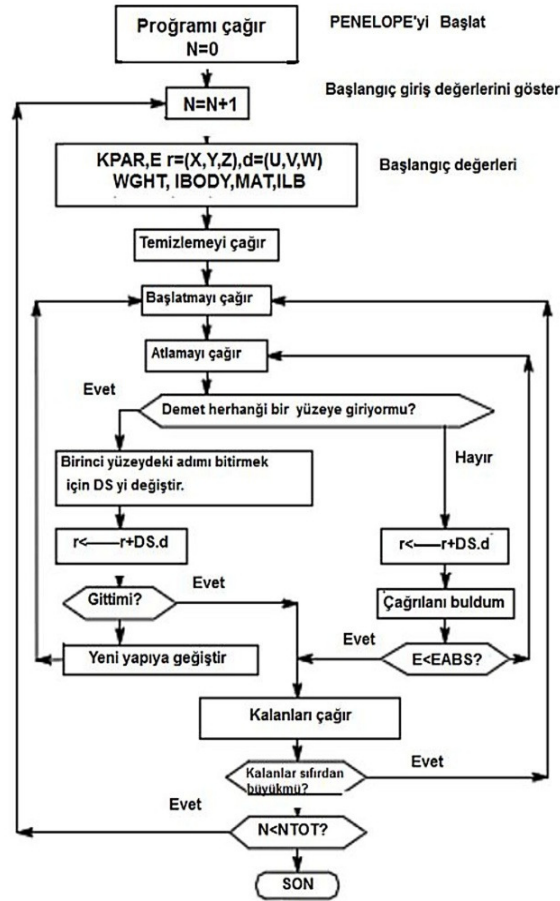 Proğramı çağır
N=0
PENELOPE'yi Başlat
N=N+1
Başlangıç giriş değerlerini göster
KPAR,E r=(X,Y,Z),d=(U,V,W)
WGHT, IBODY,MAT,ILB
Başlangıç değerleri
Temizlemeyi çağır
Başlatmayı çağır
Atlamayı çağır
Evet
Demet herhanği bir yüzeye giriyormu?
Birinci yüzeydeki adımı bitirmek
için DS yi değiştir.
Hayır
r<——r+DS.d
r<——r+DS.d
Gittimi?
Evet
Çağrılanı buldum
Yeni yapıya geğiştir
Evet
E<EABS?
Kalanları çağır
Kalanlar sıfırdan
büyükmü?
Evet
Evet
N<NTOT?
SON